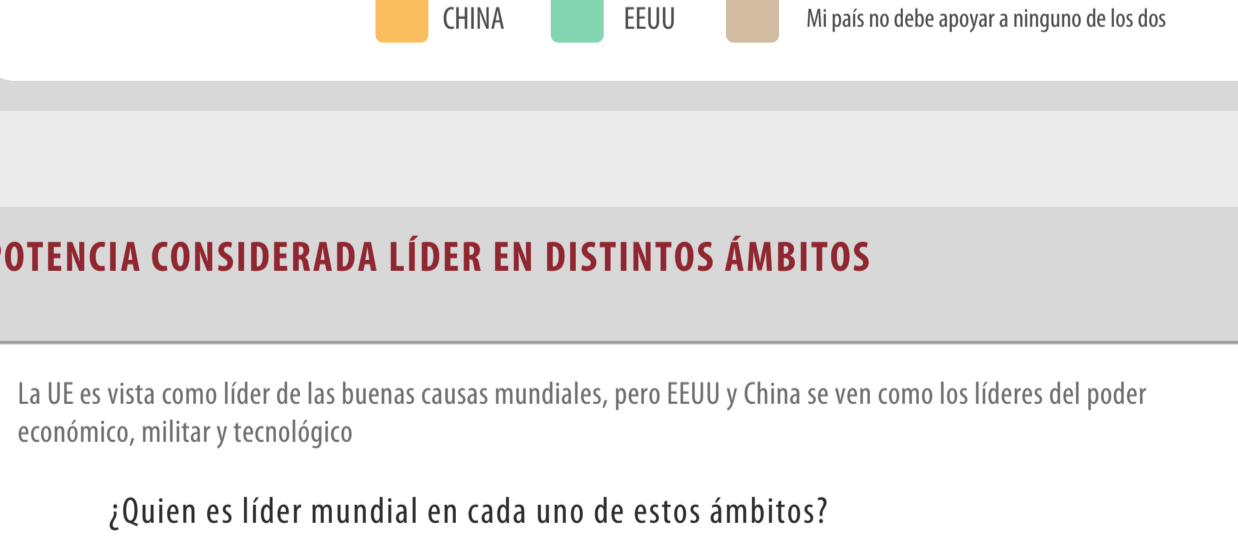 CHINA EEUU Mi país no debe apoyar a ninguno de los dos
POTENCIA CONSIDERADA LÍDER EN DISTINTOS ÁMBITOS
La UE es vista como líder de las buenas causas mundiales, pero EEUU y China se ven como los líderes del poder
económico, militar y tecnológico
¿Quien es líder mundial en cada uno de estos ámbitos?